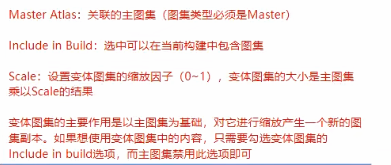 Master Atlas：关联的主图集（图集类型必须是Master）
Include in Build：选中可以在当前构建中包含图集
Scale：设置变体图集的缩放因子（0~1），变体图集的大小是主图集
乘以Scale的结果
变体图集的主要作用是以主图集为基础，对它进行缩放产生一个新的图
集副本。如果想使用变体图集中的内容，只需要勾选变体图集的
Include in build选项，而主图集禁用此选项即可